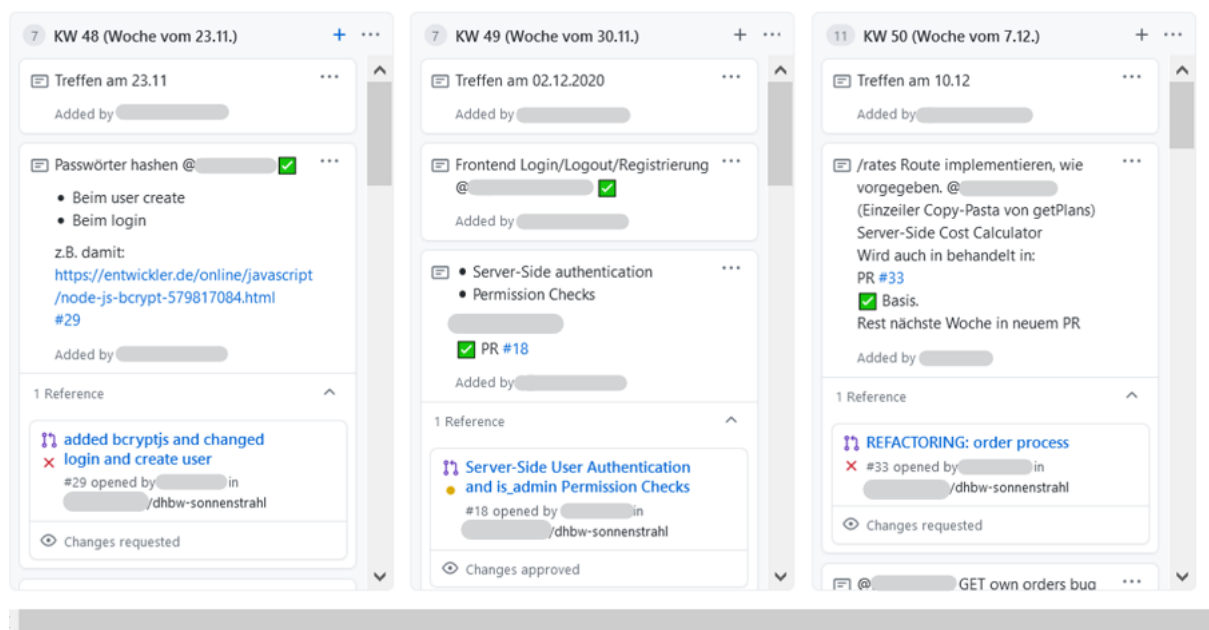 7 KW 48 (Woche vom 23.11.) + ...
Treffen am 23.11 ...
Added by
Passwörter hashen @ ✅ ...
• Beim user create
• Beim login
z.B. damit:
https://entwickler.de/online/javascript
/node-js-bcrypt-579817084.html
#29
Added by
1 Reference
added bcryptjs and changed
login and create user
#29 opened by in
/dhbw-sonnenstrahl
Changes requested
7 KW 49 (Woche vom 30.11.) + ...
Treffen am 02.12.2020 ...
Added by
Frontend Login/Logout/Registrierung ...
@ ✅
Added by
• Server-Side authentication ...
• Permission Checks
✅ PR #18
Added by
1 Reference
Server-Side User Authentication
and is_admin Permission Checks
#18 opened by in
/dhbw-sonnenstrahl
Changes approved
11 KW 50 (Woche vom 7.12.) + ...
Treffen am 10.12 ...
Added by
/rates Route implementieren, wie ...
vorgegeben. @
(Einzeiler Copy-Pasta von getPlans)
Server-Side Cost Calculator
Wird auch in behandelt in:
PR #33
✅ Basis.
Rest nächste Woche in neuem PR
Added by
1 Reference
REFACTORING: order process
#33 opened by in
/dhbw-sonnenstrahl
Changes requested
@ GET own orders bug ...